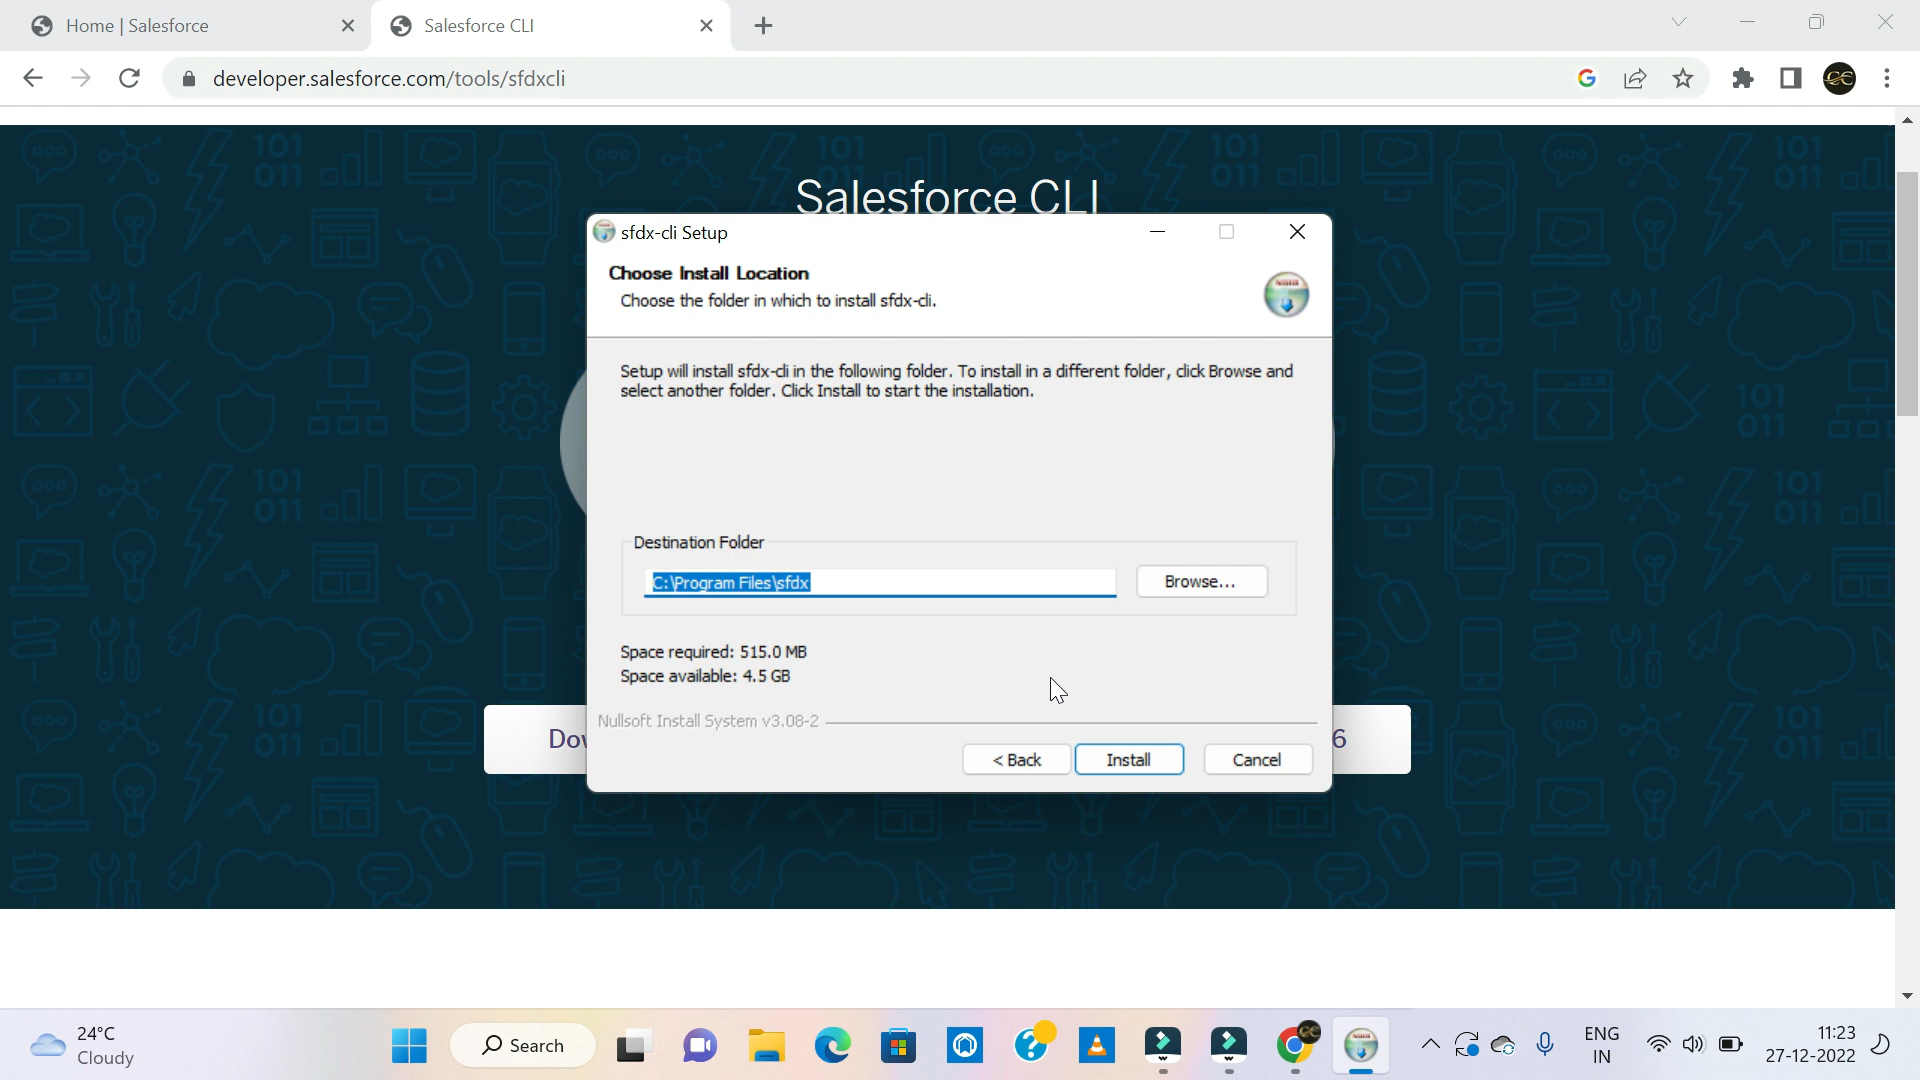 Home | Salesforce
Salesforce CLI
developer.salesforce.com/tools/sfdxcli
Salesforce CLI
sfdx-cli Setup
Choose Install Location
Choose the folder in which to install sfdx-cli.
Setup will install sfdx-cli in the following folder. To install in a different folder, click Browse and
select another folder. Click Install to start the installation.
Destination Folder
C:\Program Files\sfdx
Browse...
Space required: 515.0 MB
Space available: 4.5 GB
Nullsoft Install System v3.08-2
< Back
Install
Cancel
6
24°C
Cloudy
Search
ENG
IN
11:23
27-12-2022